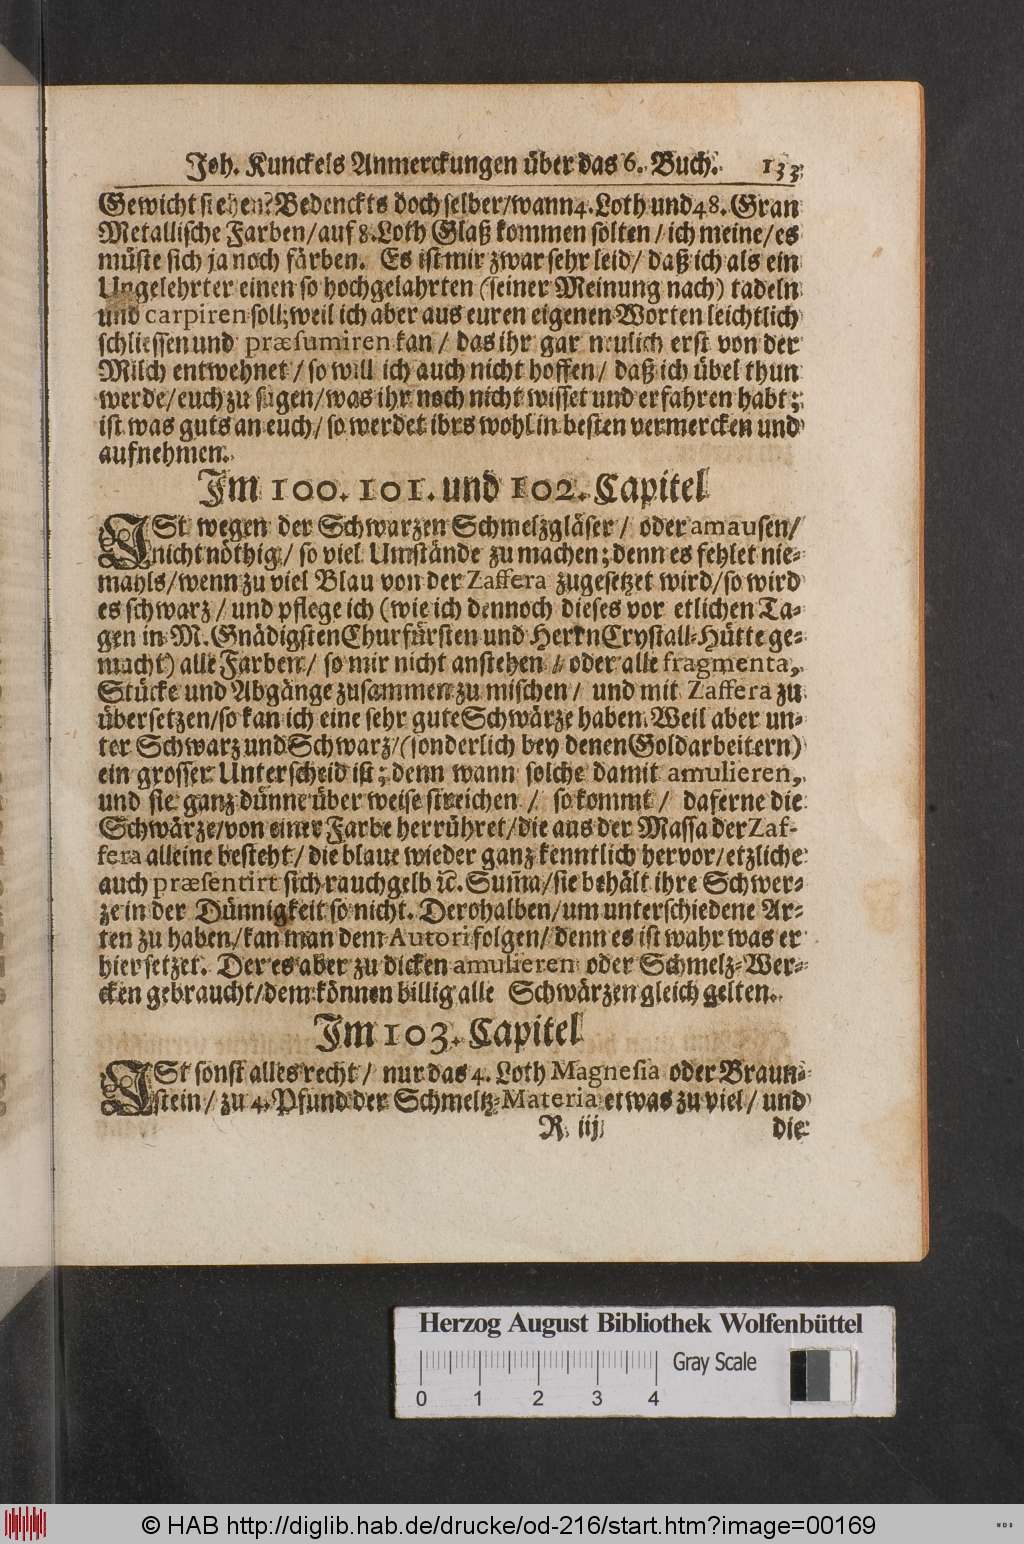 Joh. Kunckels Anmerckungen über das 6. Buch. 133
Gewicht stehen? Bedenckts doch selber/wann 4. Loth und 48. Gran
Metallische Farben/auf 8. Loth Glaß kommen solten/ich meine/es
müste sich ja noch färben. Es ist mir zwar sehr leid/ daß ich als ein
Ungelehrter einen so hochgelahrten (seiner Meinung nach) tadeln
und carpiren soll; weil ich aber aus euren eigenen Worten leichtlich
schliessen und præsumiren kan/ das ihr gar neulich erst von der
Milch entwehnet/ so will ich auch nicht hoffen/ daß ich übel thun
werde/euch zu sagen/was ihr noch nicht wisset und erfahren habt;
ist was guts an euch/ so werdet ihrs wohl in besten vermercken und
aufnehmen.
Im 100. 101. und 102. Capitel
ISt wegen der Schwarzen Schmelzgläser/ oder amausen/
nicht nöthig/ so viel Umstände zu machen; denn es fehlet nie-
mahls/wenn zu viel Blau von der Zaffera zugesetzet wird/so wird
es schwarz/ und pflege ich (wie ich dennoch dieses vor etlichen Ta-
gen in M. Gnädigsten Churfürsten und Herrn Crystall-Hütte ge-
macht) alle Farben/ so mir nicht anstehen/ oder alle fragmenta,
Stücke und Abgänge zusammen zu mischen/ und mit Zaffera zu
übersetzen/so kan ich eine sehr gute Schwärze haben. Weil aber un-
ter Schwarz und Schwarz/(sonderlich bey denen Goldarbeitern)
ein grosser Unterscheid ist; denn wann solche damit amulieren,
und sie ganz dünne über weise streichen/ so kommt/ daferne die
Schwärze/von einer Farbe herrühret/die aus der Massa der Zaf-
fera alleine besteht/ die blaue wieder ganz kenntlich hervor/etzliche
auch præsentirt sich rauchgelb ꝛc. Sum̃a/sie behält ihre Schwer-
ze in der Dünnigkeit so nicht. Derohalben/um unterschiedene Ar-
ten zu haben/kan man dem Autori folgen/ denn es ist wahr was er
hier setzet. Der es aber zu dicken amulieren oder Schmelz-Wer-
cken gebraucht/dem können billig alle Schwärzen gleich gelten.
Im 103. Capitel
ISt sonst alles recht/ nur das 4. Loth Magnesia oder Braun-
stein/ zu 4. Pfund der Schmeltz-Materia etwas zu viel/ und
R iij die
Herzog August Bibliothek Wolfenbüttel
Gray Scale
0 1 2 3 4
© HAB http://diglib.hab.de/drucke/od-216/start.htm?image=00169